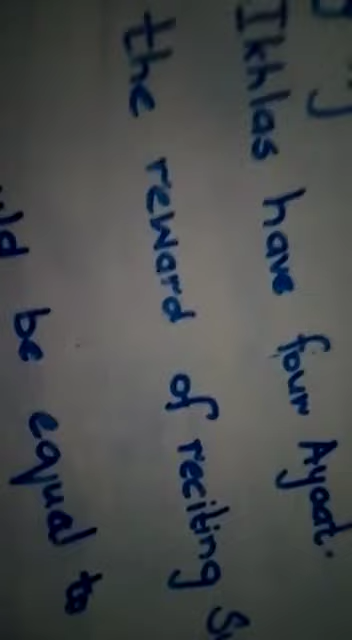 Ikhlas have four Ayaat.
the reward of reciting
be equal to